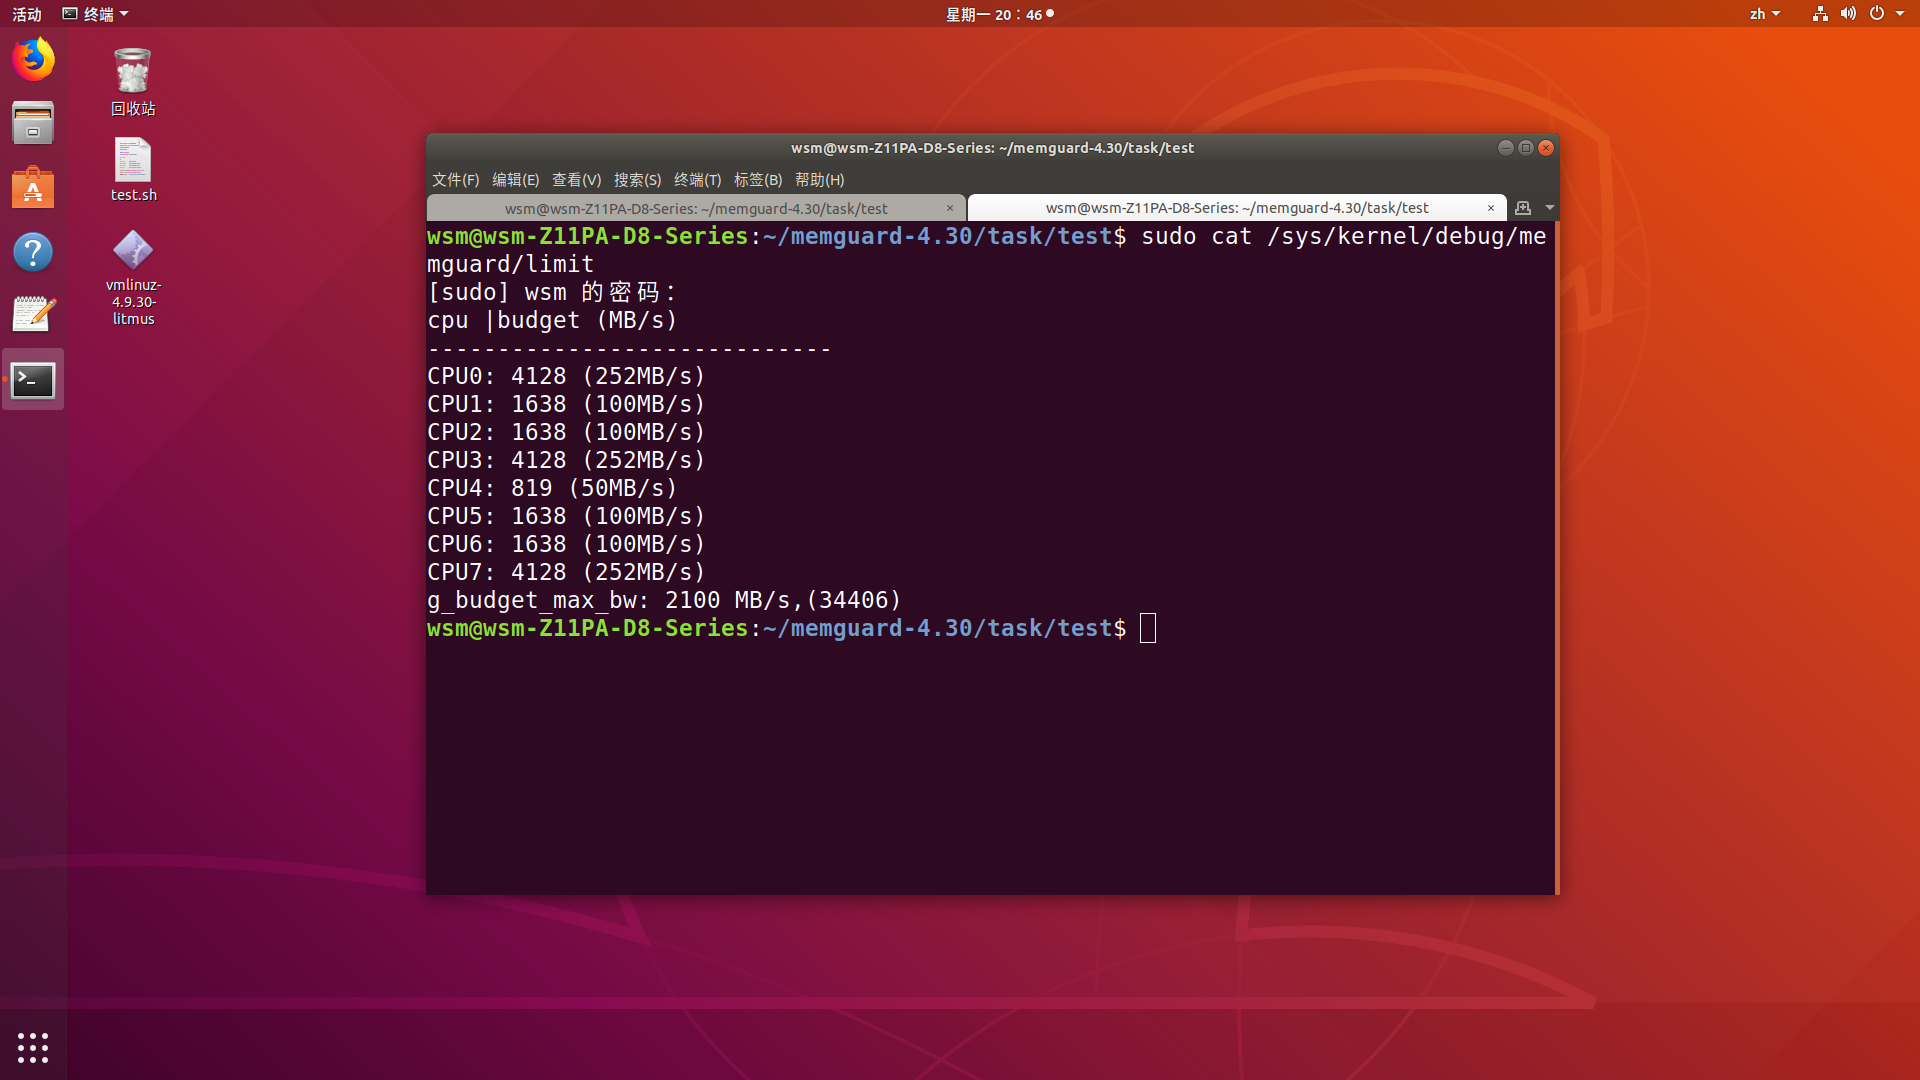 活动 终端 星期一 20：46 zh
回收站
test.sh
vmlinuz-
4.9.30-
litmus
wsm@wsm-Z11PA-D8-Series: ~/memguard-4.30/task/test
文件(F) 编辑(E) 查看(V) 搜索(S) 终端(T) 标签(B) 帮助(H)
wsm@wsm-Z11PA-D8-Series: ~/memguard-4.30/task/test × wsm@wsm-Z11PA-D8-Series: ~/memguard-4.30/task/test ×
wsm@wsm-Z11PA-D8-Series:~/memguard-4.30/task/test$ sudo cat /sys/kernel/debug/me
mguard/limit
[sudo] wsm 的密码：
cpu |budget (MB/s)
-----------------------------
CPU0: 4128 (252MB/s)
CPU1: 1638 (100MB/s)
CPU2: 1638 (100MB/s)
CPU3: 4128 (252MB/s)
CPU4: 819 (50MB/s)
CPU5: 1638 (100MB/s)
CPU6: 1638 (100MB/s)
CPU7: 4128 (252MB/s)
g_budget_max_bw: 2100 MB/s,(34406)
wsm@wsm-Z11PA-D8-Series:~/memguard-4.30/task/test$